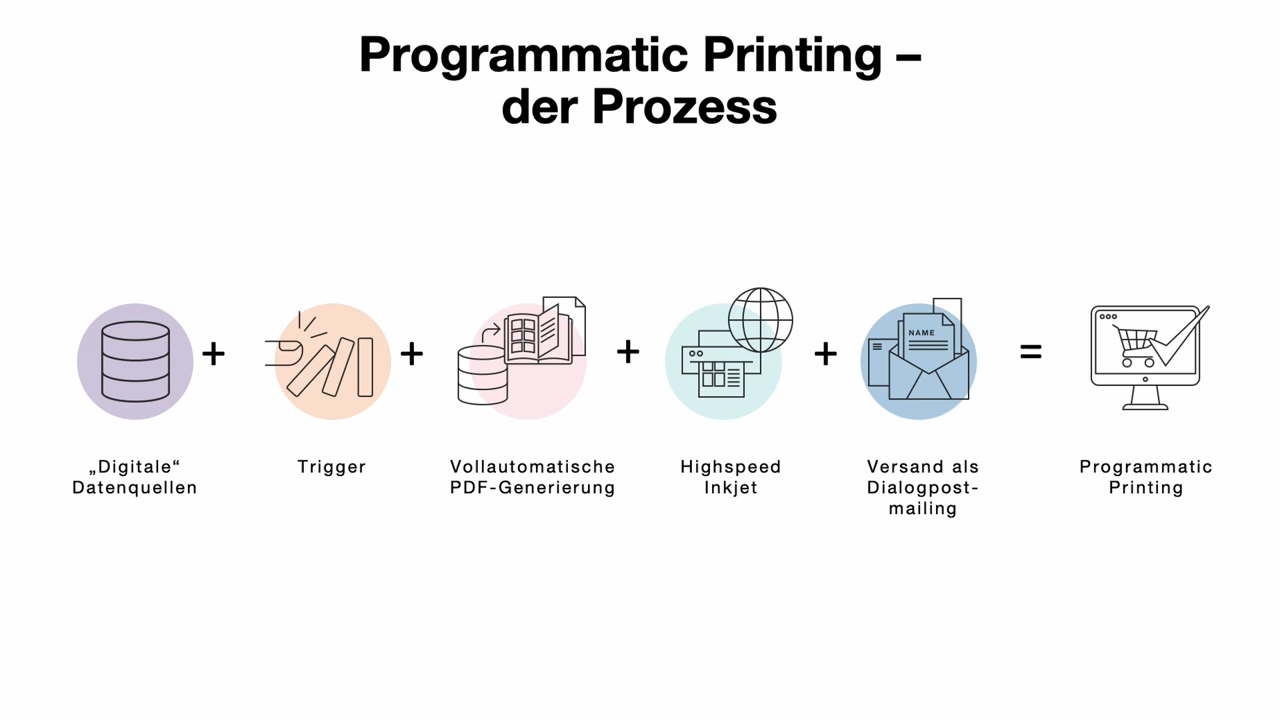 Programmatic Printing –
der Prozess
NAME
+
+
+
+
=
„Digitale“
Datenquellen
Trigger
Vollautomatische
PDF-Generierung
Highspeed
Inkjet
Versand als
Dialogpost-
mailing
Programmatic
Printing